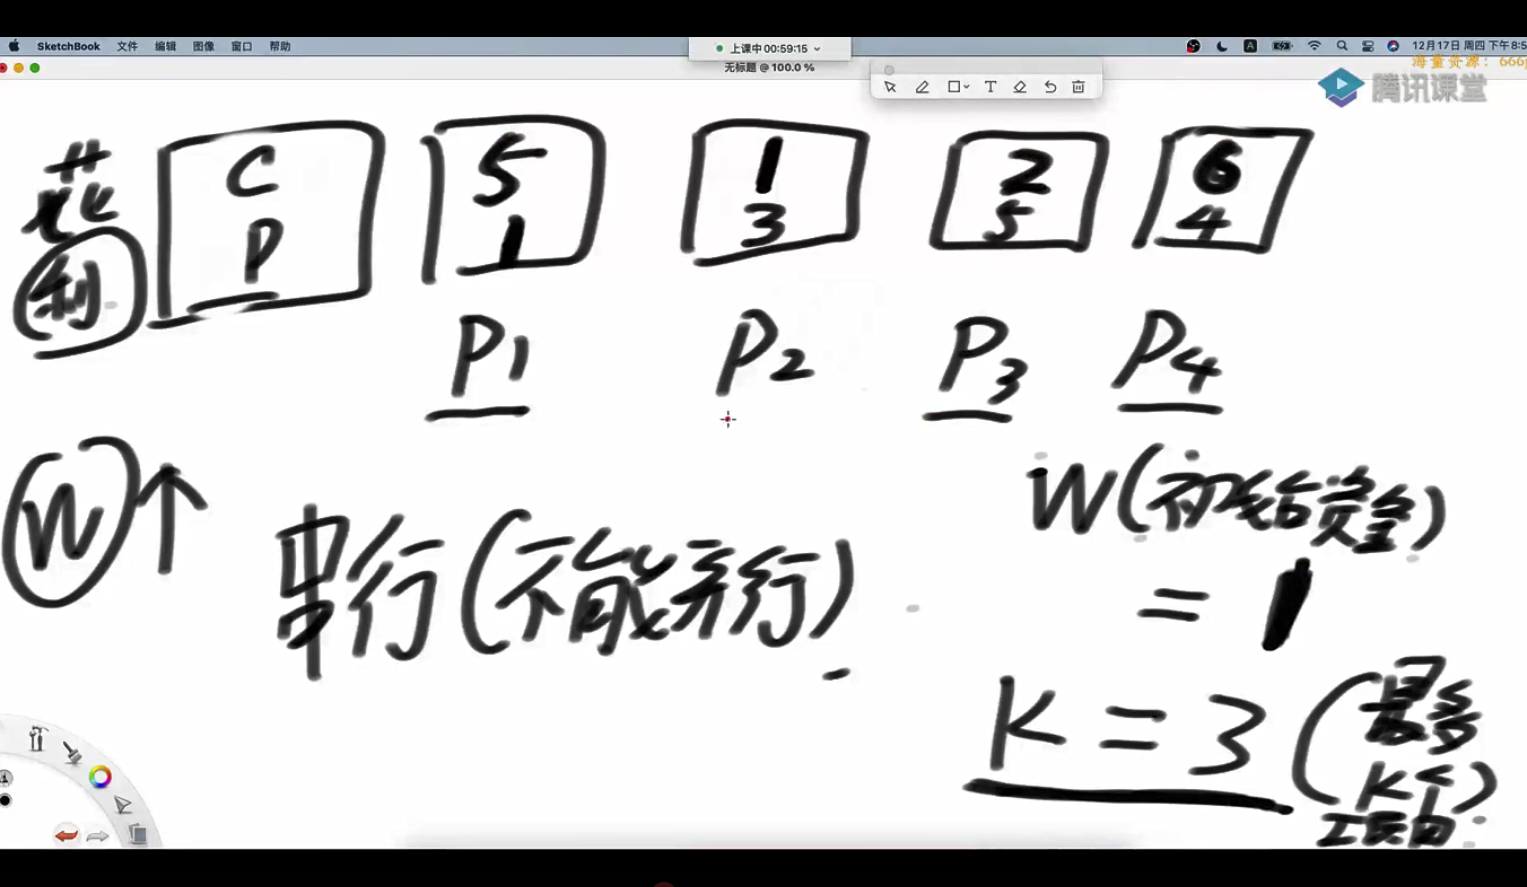 SketchBook 文件 编辑 图像 窗口 帮助
上课中 00:59:15
12月17日 周四 下午8:5
无标题 @ 100.0 %
海量资源：666
腾讯课堂
花
利
C
P
5
1
1
3
2
5
6
4
P1 P2 P3 P4
W↑
串行(不能并行)
W(初始资金)
= 1
K = 3 (最多
K个)
项目